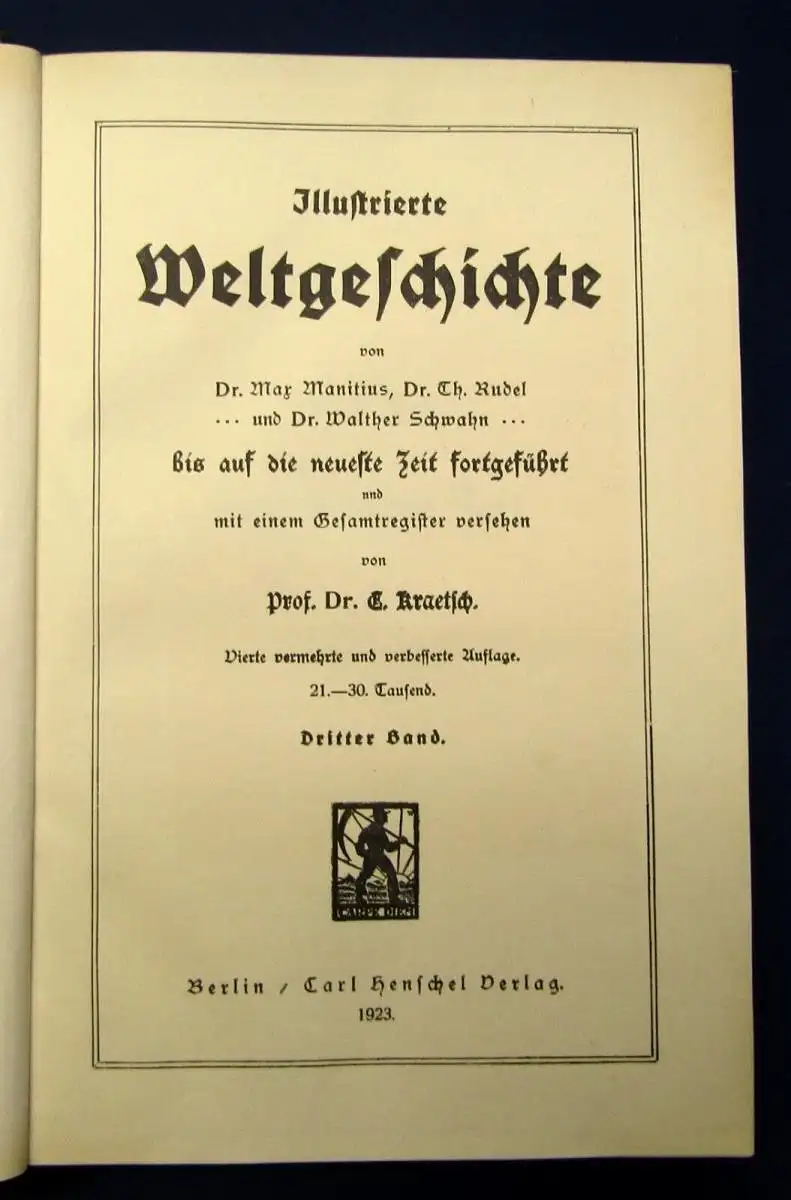 Illustrierte
Weltgeschichte
von
Dr. Max Manitius, Dr. Th. Rudel
... und Dr. Walther Schwahn ...
bis auf die neueste Zeit fortgeführt
und
mit einem Gesamtregister versehen
von
Prof. Dr. C. Kraetsch.
Vierte vermehrte und verbesserte Auflage.
21.—30. Tausend.
Dritter Band.
CARPE DIEM
Berlin / Carl Henschel Verlag.
1923.